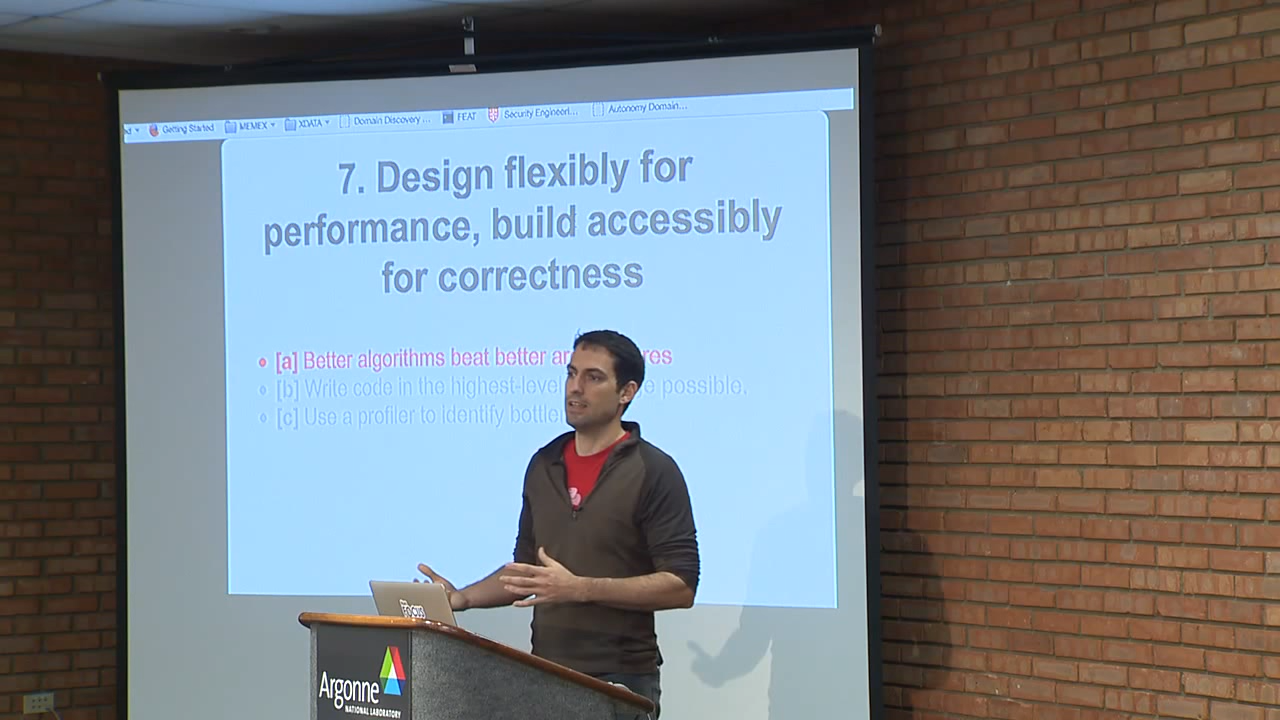 Getting Started MEMEX XDATA Domain Discovery ... FEAT Security Engineeri... Autonomy Domain...
7. Design flexibly for
performance, build accessibly
for correctness
• [a] Better algorithms beat better res
• [b] Write code in the highest-level possible.
• [c] Use a profiler to identify
FOCUS
Argonne
NATIONAL LABORATORY